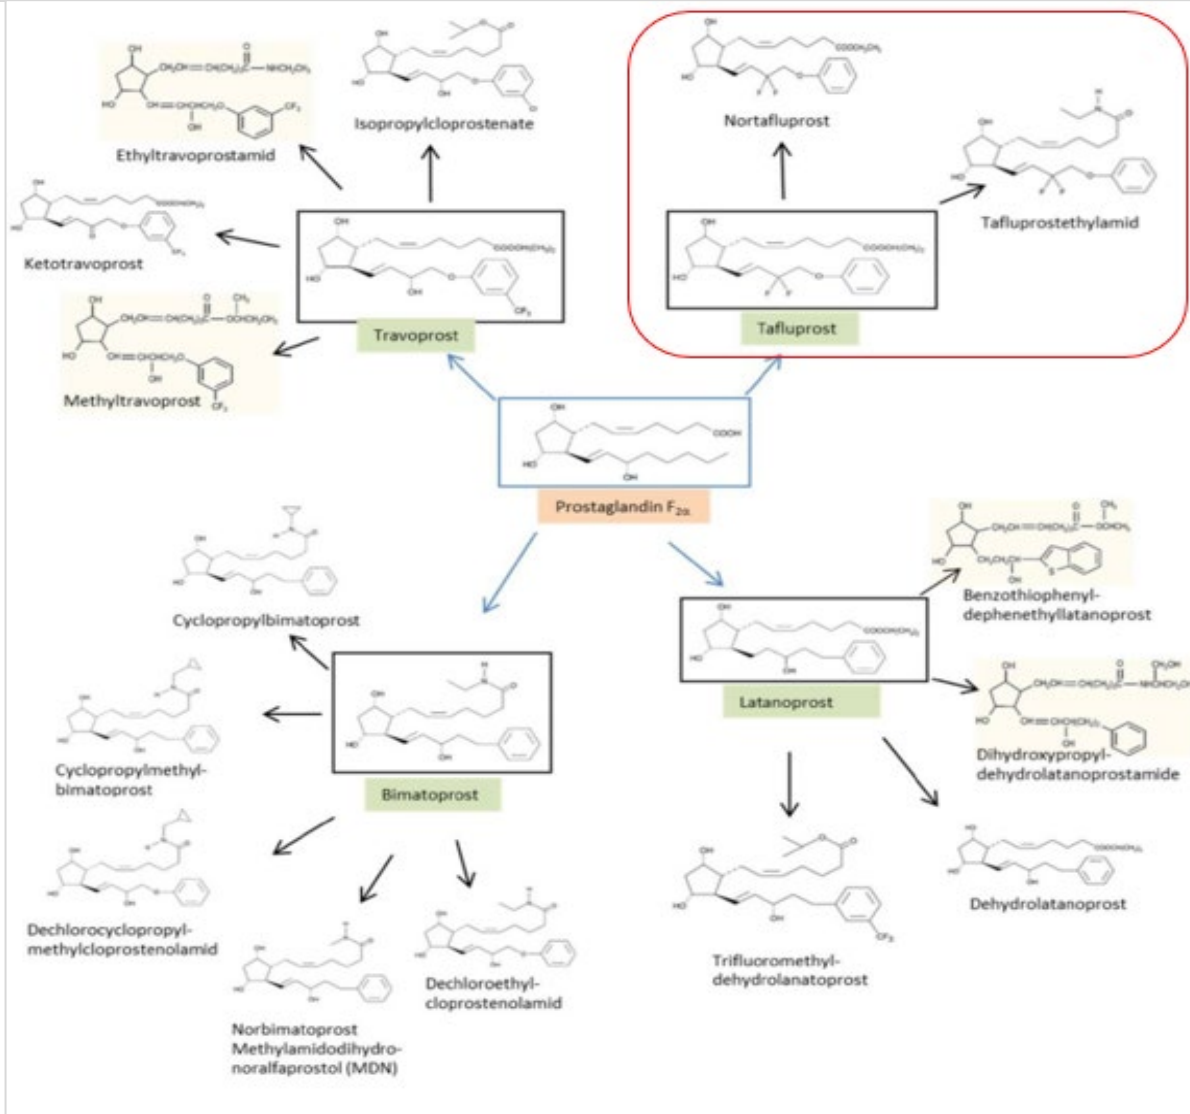 Ethyltravoprostamid
Isopropylcloprostenate
Nortafluprost
Tafluprostethylamid
Ketotravoprost
Travoprost
Tafluprost
Methyltravoprost
Prostaglandin F2α
Cyclopropylbimatoprost
Benzothiophenyl-
dephenethyllatanoprost
Latanoprost
Cyclopropylmethyl-
bimatoprost
Bimatoprost
Dihydroxypropyl-
dehydrolatanoprostamide
Dechlorocyclopropyl-
methylcloprostenolamid
Dechloroethyl-
cloprostenolamid
Norbimatoprost
Methylamidodihydro-
noralfaprostol (MDN)
Trifluoromethyl-
dehydrolanatoprost
Dehydrolatanoprost